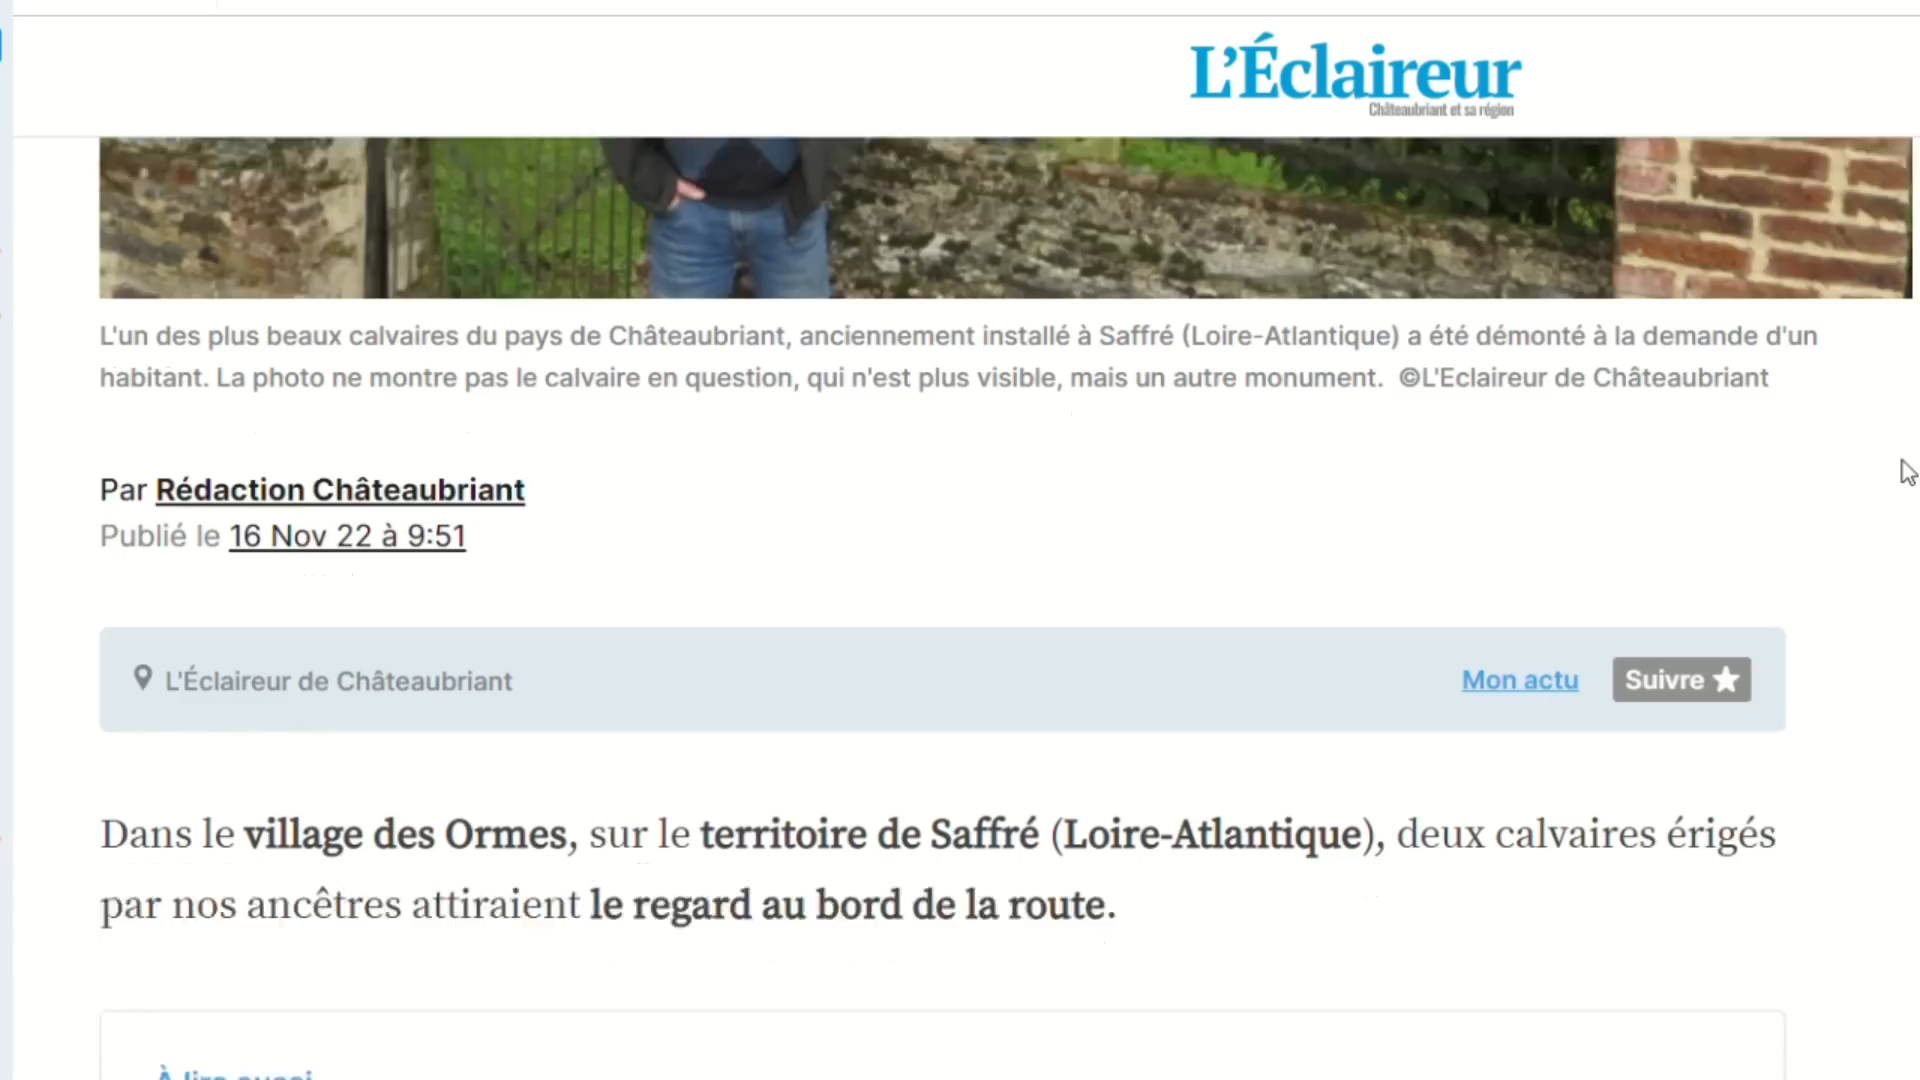 L'Éclaireur
Châteaubriant et sa région
L'un des plus beaux calvaires du pays de Châteaubriant, anciennement installé à Saffré (Loire-Atlantique) a été démonté à la demande d'un
habitant. La photo ne montre pas le calvaire en question, qui n'est plus visible, mais un autre monument. ©L'Eclaireur de Châteaubriant
Par Rédaction Châteaubriant
Publié le 16 Nov 22 à 9:51
L'Éclaireur de Châteaubriant
Mon actu
Suivre
Dans le village des Ormes, sur le territoire de Saffré (Loire-Atlantique), deux calvaires érigés
par nos ancêtres attiraient le regard au bord de la route.
À lire aussi